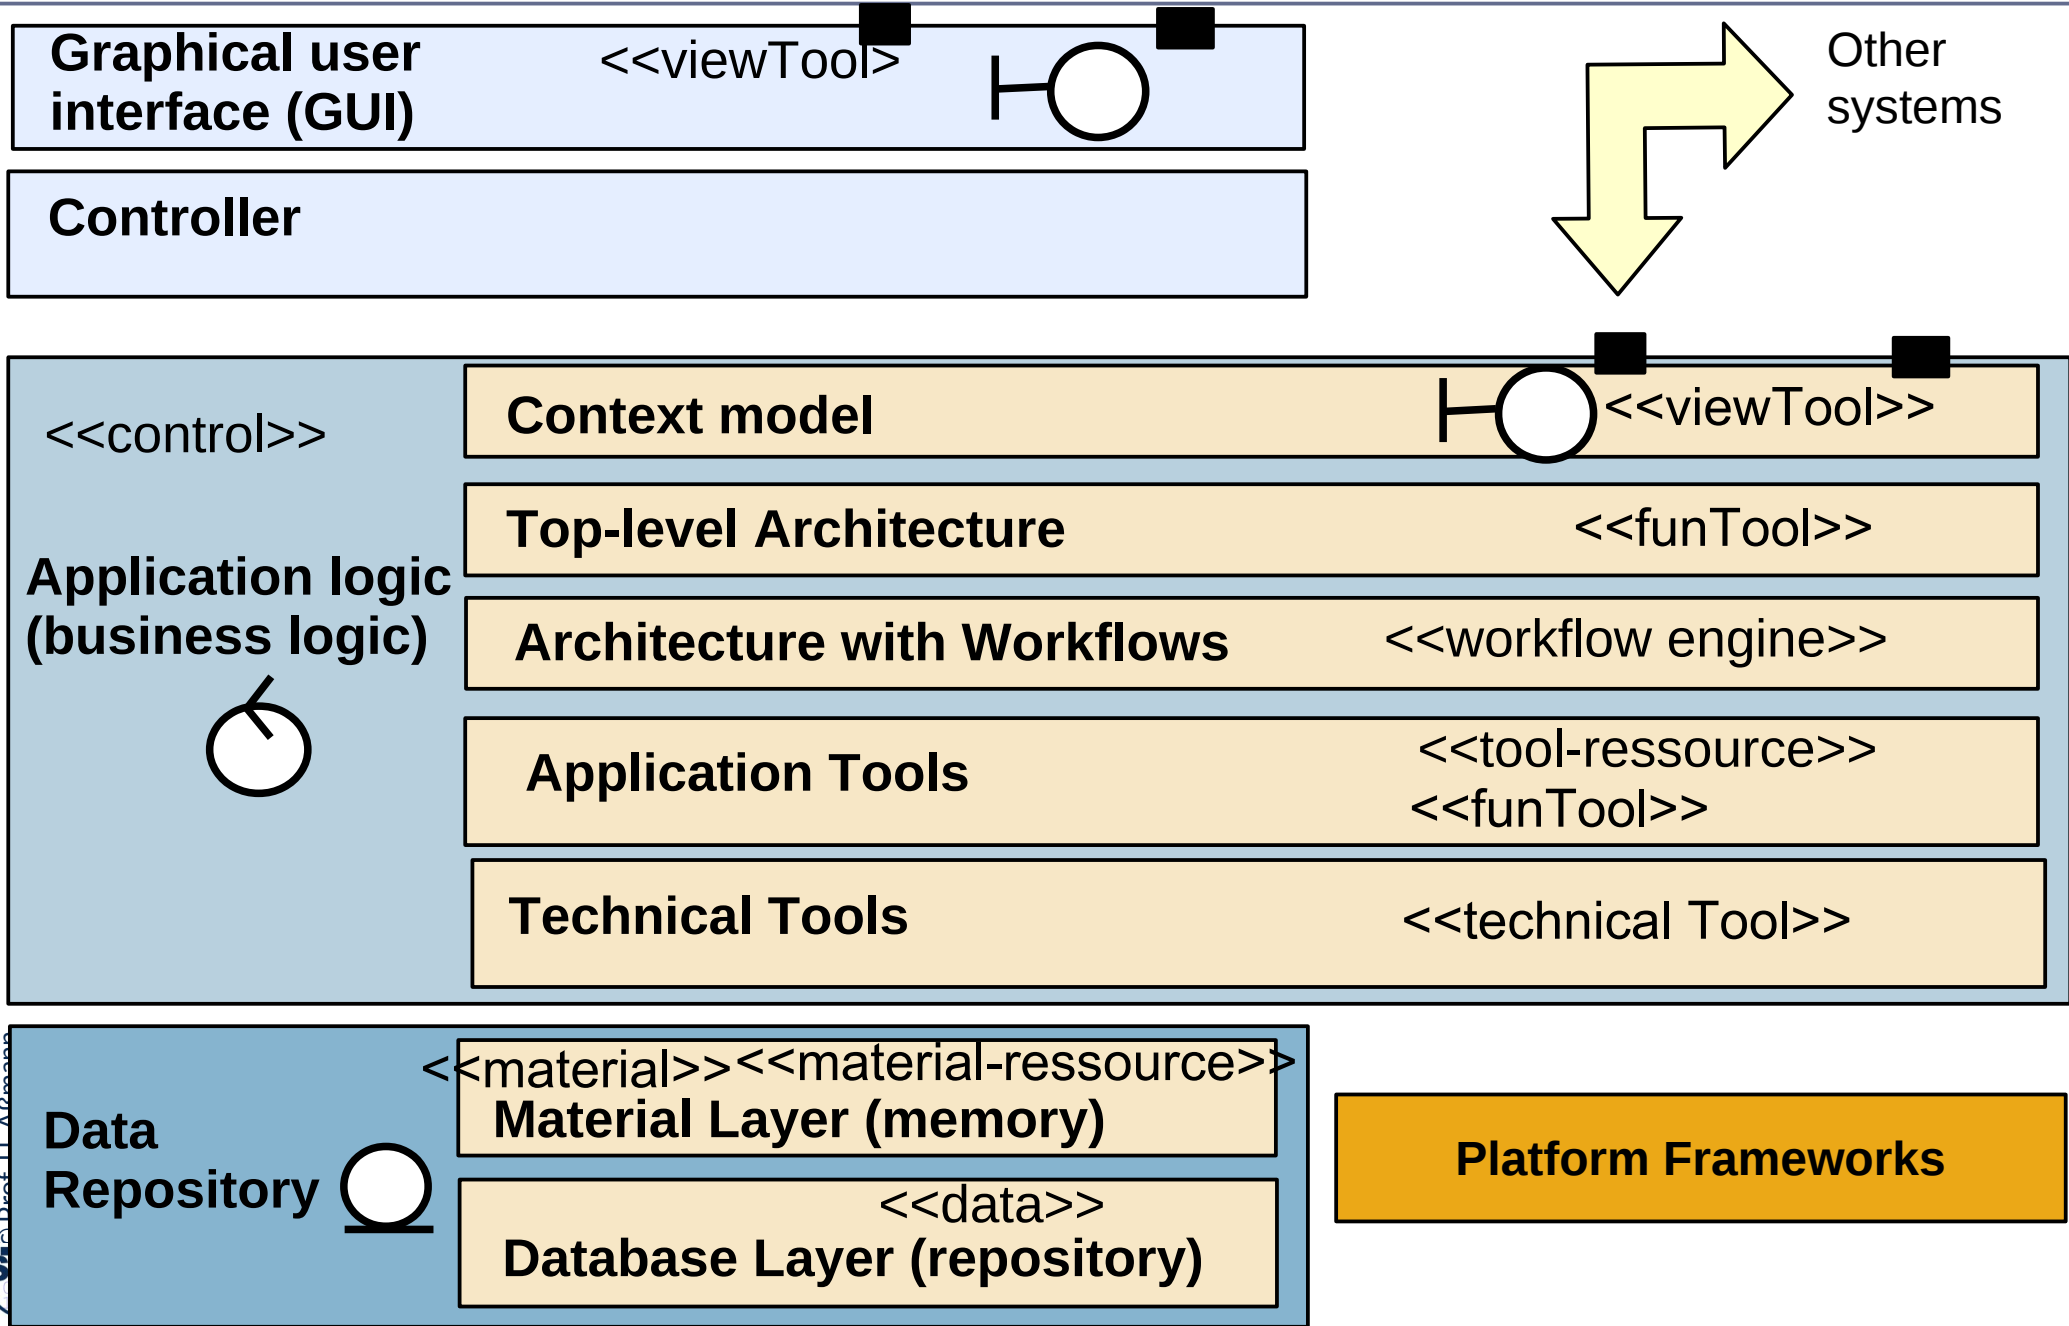 Graphical user
interface (GUI)
<<viewTool>
Other
systems
Controller
<<control>>
Application logic
(business logic)
Context model
<<viewTool>>
Top-level Architecture
<<funTool>>
Architecture with Workflows
<<workflow engine>>
Application Tools
<<tool-ressource>>
<<funTool>>
Technical Tools
<<technical Tool>>
Data
Repository
<<material>>
<<material-ressource>>
Material Layer (memory)
<<data>>
Database Layer (repository)
Platform Frameworks